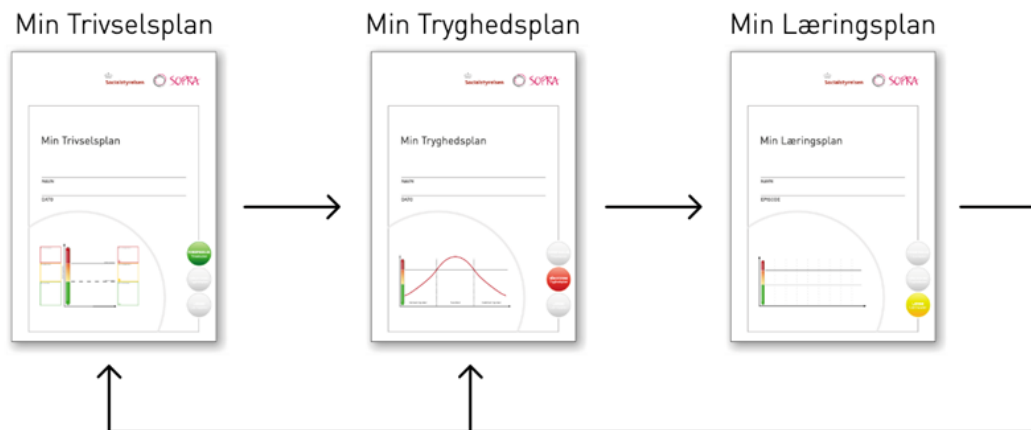 Min Trivselsplan
Min Tryghedsplan
Min Læringsplan
Socialstyrelsen SOPRA
Min Trivselsplan
NAVN
DATO
Socialstyrelsen SOPRA
Min Tryghedsplan
NAVN
DATO
Socialstyrelsen SOPRA
Min Læringsplan
NAVN
EPISODE